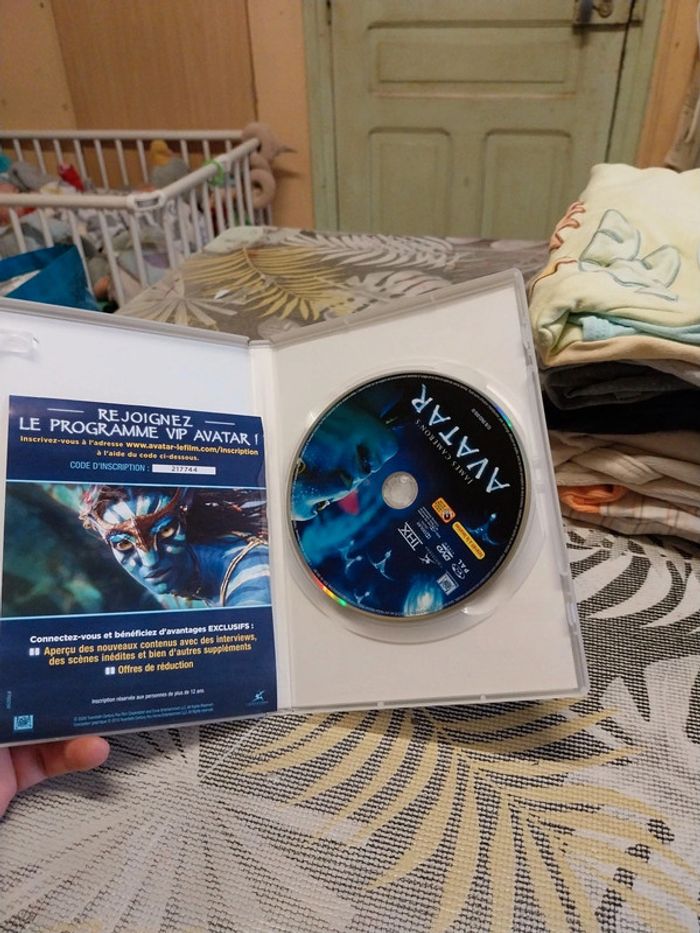 REJOIGNEZ
LE PROGRAMME VIP AVATAR !
Inscrivez-vous à l'adresse www.avatar-lefilm.com/inscription
à l'aide du code ci-dessous.
CODE D'INSCRIPTION : 217744
Connectez-vous et bénéficiez d'avantages EXCLUSIFS :
Aperçu des nouveaux contenus avec des interviews,
des scènes inédites et bien d'autres suppléments
Offres de réduction
Inscription réservée aux personnes de plus de 12 ans.
JAMES CAMERON'S
AVATAR
THX
DVD
PAL